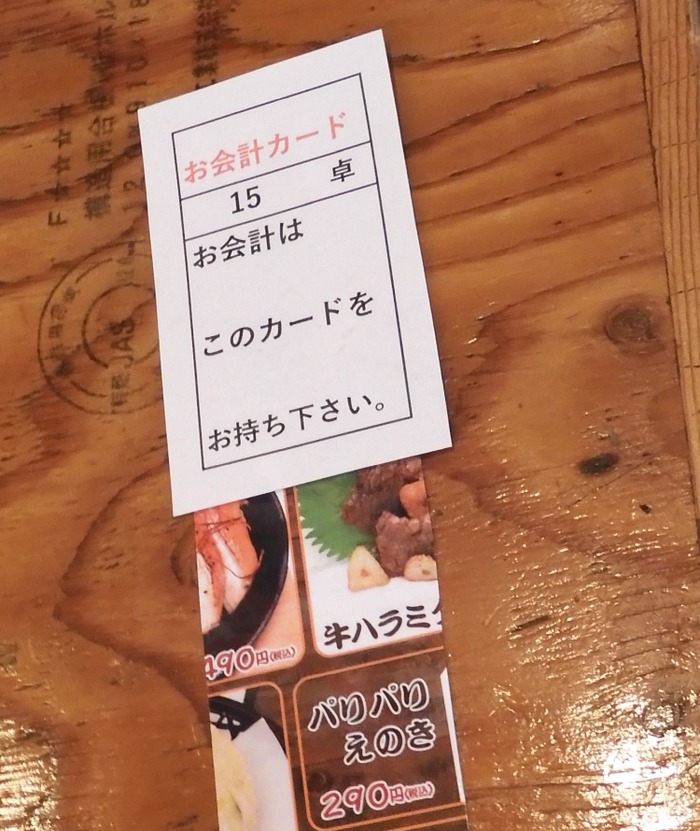 お会計カード
15 卓
お会計は
このカードを
お持ち下さい。
牛ハラミ
490円(税込)
パリパリ
えのき
290円(税込)
F☆☆☆☆
JAS